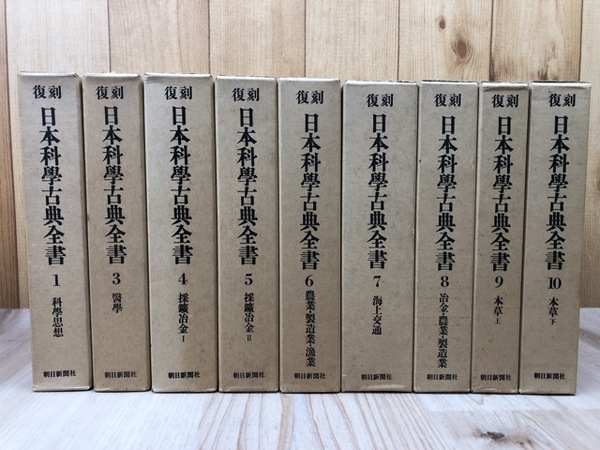 復刻
日本科學古典全書
1
科學思想
朝日新聞社
復刻
日本科學古典全書
3
醫學
朝日新聞社
復刻
日本科學古典全書
4
採鑛冶金 I
朝日新聞社
復刻
日本科學古典全書
5
採鑛冶金 II
朝日新聞社
復刻
日本科學古典全書
6
農業・製造業・漁業
朝日新聞社
復刻
日本科學古典全書
7
海上交通
朝日新聞社
復刻
日本科學古典全書
8
冶金・農業・製造業
朝日新聞社
復刻
日本科學古典全書
9
本草 上
朝日新聞社
復刻
日本科學古典全書
10
本草 下
朝日新聞社